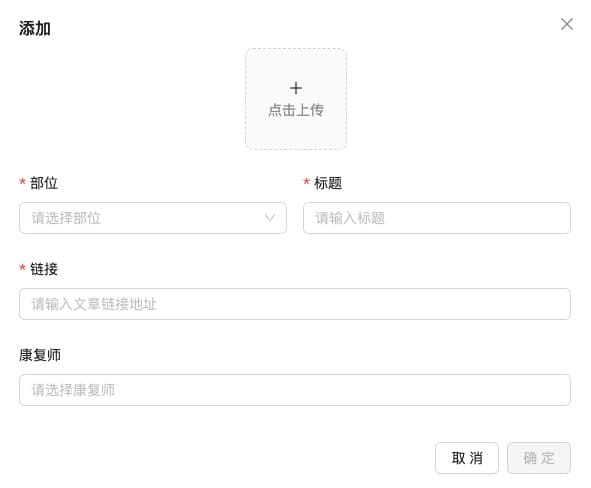 添加
点击上传
* 部位
* 标题
请选择部位
请输入标题
* 链接
请输入文章链接地址
康复师
请选择康复师
取 消
确 定